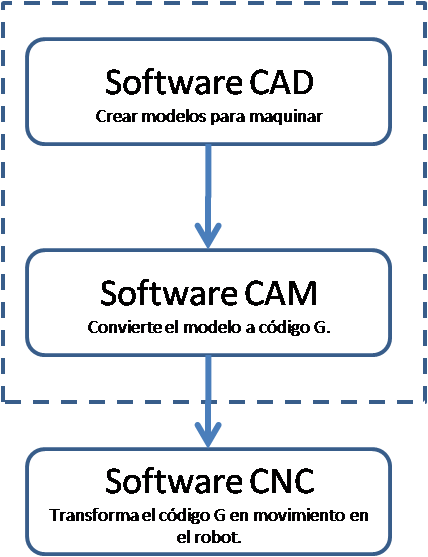 Software CAD
Crear modelos para maquinar
Software CAM
Convierte el modelo a código G.
Software CNC
Transforma el código G en movimiento en
el robot.